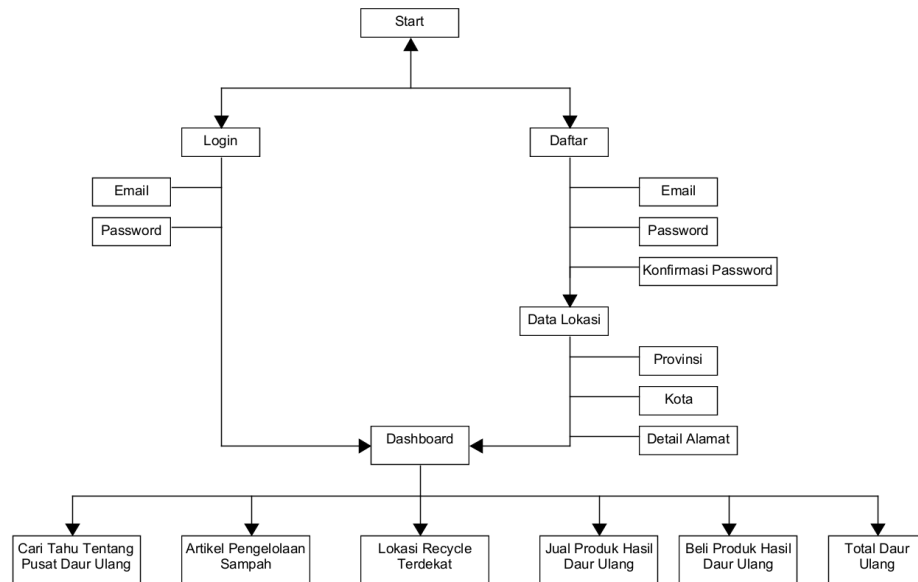 Start
Login
Daftar
Email
Password
Email
Password
Konfirmasi Password
Data Lokasi
Provinsi
Kota
Detail Alamat
Dashboard
Cari Tahu Tentang
Pusat Daur Ulang
Artikel Pengelolaan
Sampah
Lokasi Recycle
Terdekat
Jual Produk Hasil
Daur Ulang
Beli Produk Hasil
Daur Ulang
Total Daur
Ulang